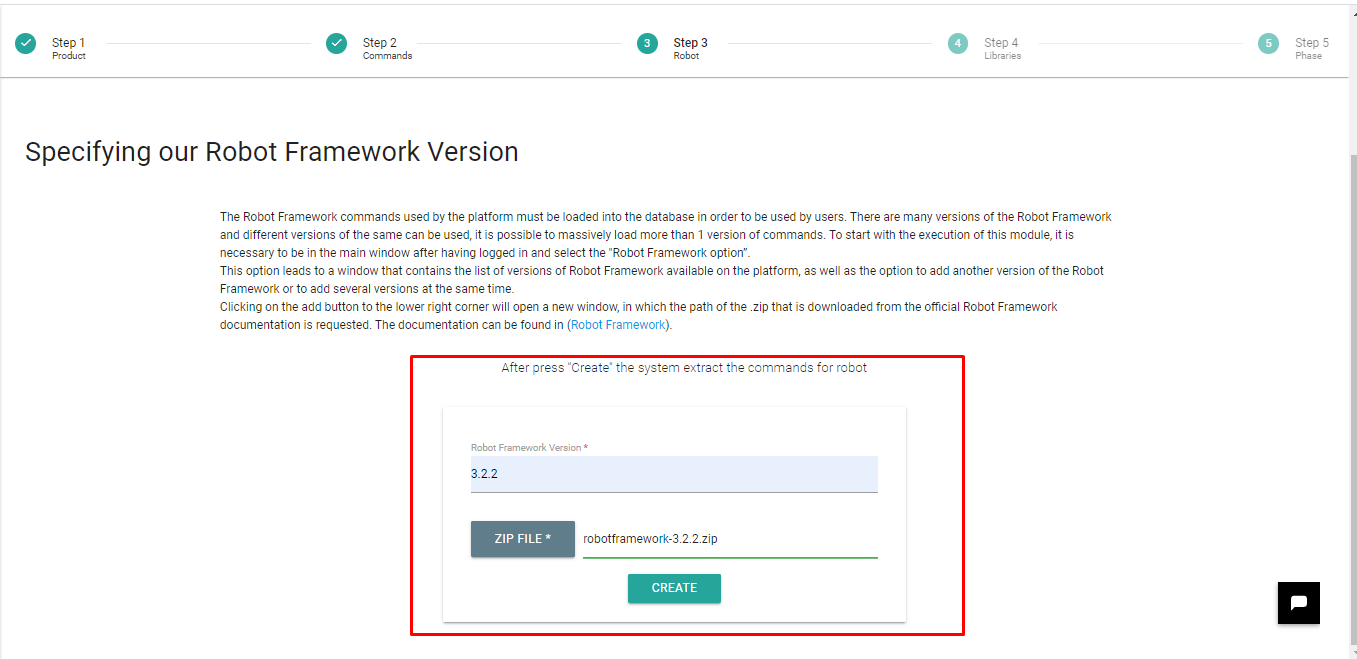 Step 1
Product
Step 2
Commands
3
Step 3
Robot
4
Step 4
Libraries
5
Step 5
Phase
Specifying our Robot Framework Version
The Robot Framework commands used by the platform must be loaded into the database in order to be used by users. There are many versions of the Robot Framework
and different versions of the same can be used, it is possible to massively load more than 1 version of commands. To start with the execution of this module, it is
necessary to be in the main window after having logged in and select the "Robot Framework option".
This option leads to a window that contains the list of versions of Robot Framework available on the platform, as well as the option to add another version of the Robot
Framework or to add several versions at the same time.
Clicking on the add button to the lower right corner will open a new window, in which the path of the .zip that is downloaded from the official Robot Framework
documentation is requested. The documentation can be found in (Robot Framework).
After press "Create" the system extract the commands for robot
Robot Framework Version *
3.2.2
ZIP FILE * robotframework-3.2.2.zip
CREATE